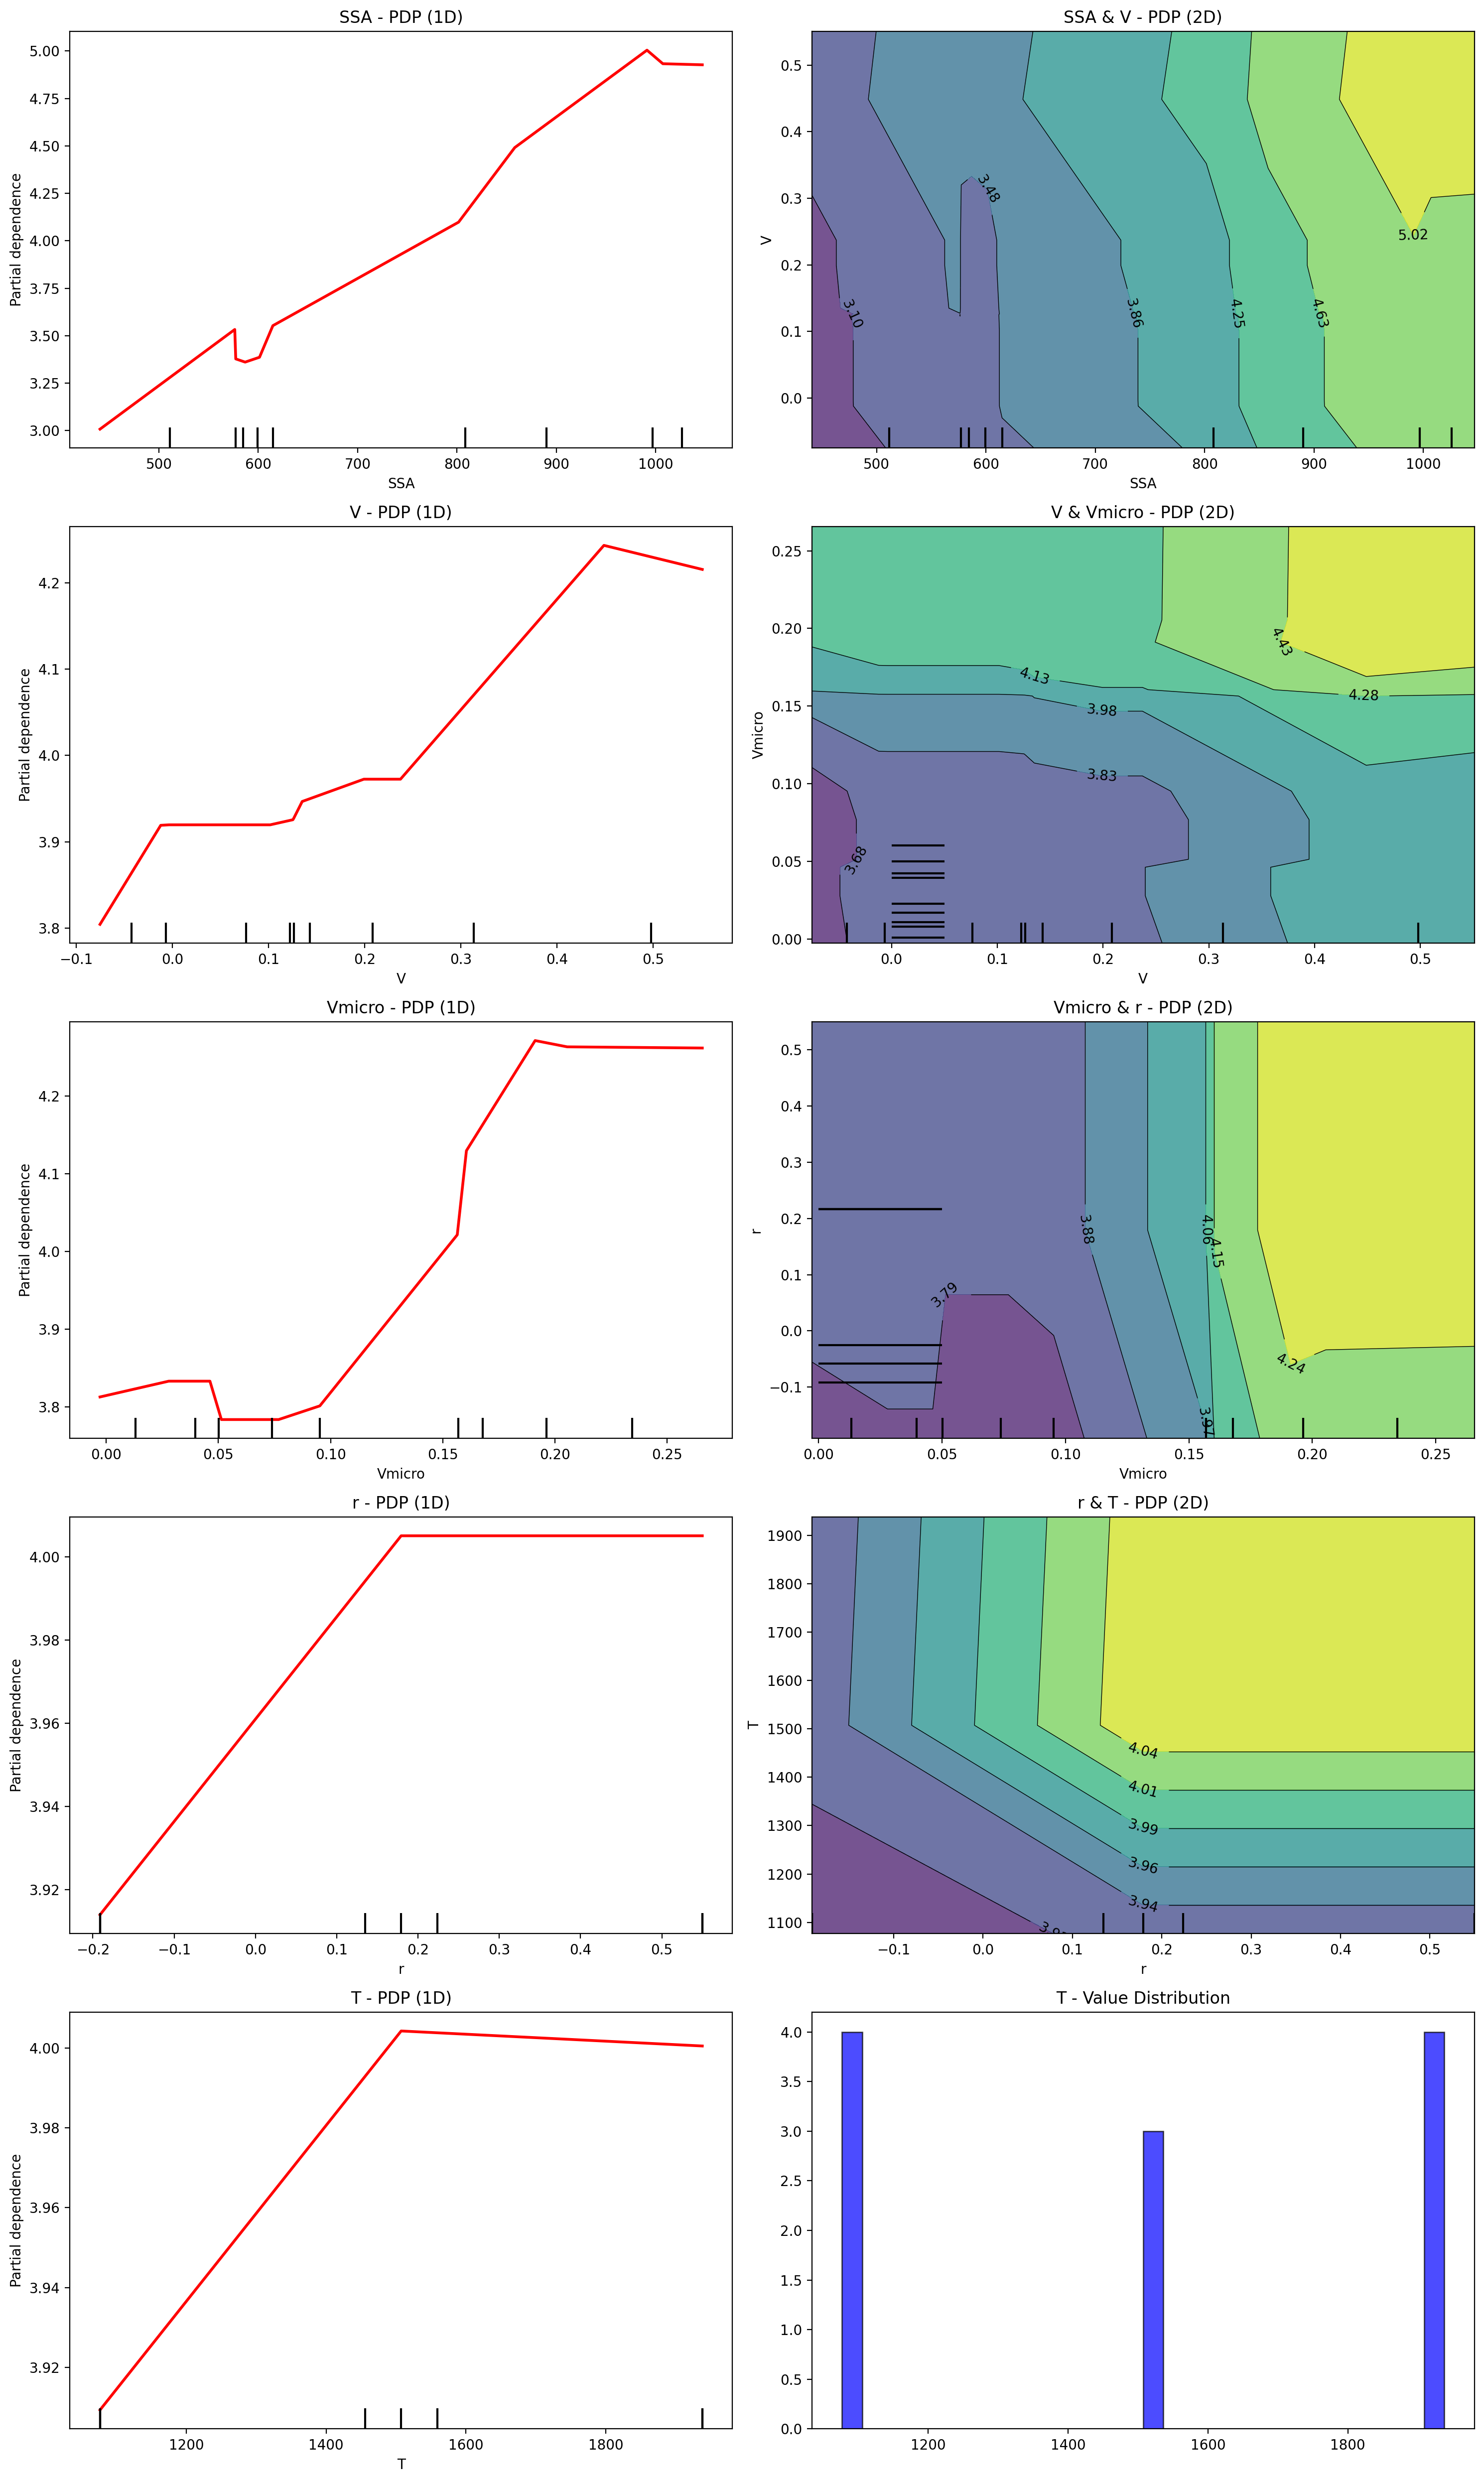 SSA - PDP (1D)
5.00
4.75
4.50
4.25
4.00
3.75
3.50
3.25
3.00
Partial dependence
500 600 700 800 900 1000
SSA
SSA & V - PDP (2D)
0.5
0.4
0.3
0.2
0.1
0.0
V
3.10
3.48
3.86
4.25
4.63
5.02
500 600 700 800 900 1000
SSA
V - PDP (1D)
4.2
4.1
4.0
3.9
3.8
Partial dependence
−0.1 0.0 0.1 0.2 0.3 0.4 0.5
V
V & Vmicro - PDP (2D)
0.25
0.20
0.15
0.10
0.05
0.00
Vmicro
4.43
4.13
4.28
3.98
3.83
3.68
0.0 0.1 0.2 0.3 0.4 0.5
V
Vmicro - PDP (1D)
4.2
4.1
4.0
3.9
3.8
Partial dependence
0.00 0.05 0.10 0.15 0.20 0.25
Vmicro
Vmicro & r - PDP (2D)
0.5
0.4
0.3
0.2
0.1
0.0
−0.1
r
3.88
4.06
4.15
3.79
4.24
3.97
0.00 0.05 0.10 0.15 0.20 0.25
Vmicro
r - PDP (1D)
4.00
3.98
3.96
3.94
3.92
Partial dependence
−0.2 −0.1 0.0 0.1 0.2 0.3 0.4 0.5
r
r & T - PDP (2D)
1900
1800
1700
1600
1500
1400
1300
1200
1100
T
4.04
4.01
3.99
3.96
3.94
−0.1 0.0 0.1 0.2 0.3 0.4 0.5
r
T - PDP (1D)
4.00
3.98
3.96
3.94
3.92
Partial dependence
1200 1400 1600 1800
T
T - Value Distribution
4.0
3.5
3.0
2.5
2.0
1.5
1.0
0.5
0.0
1200 1400 1600 1800